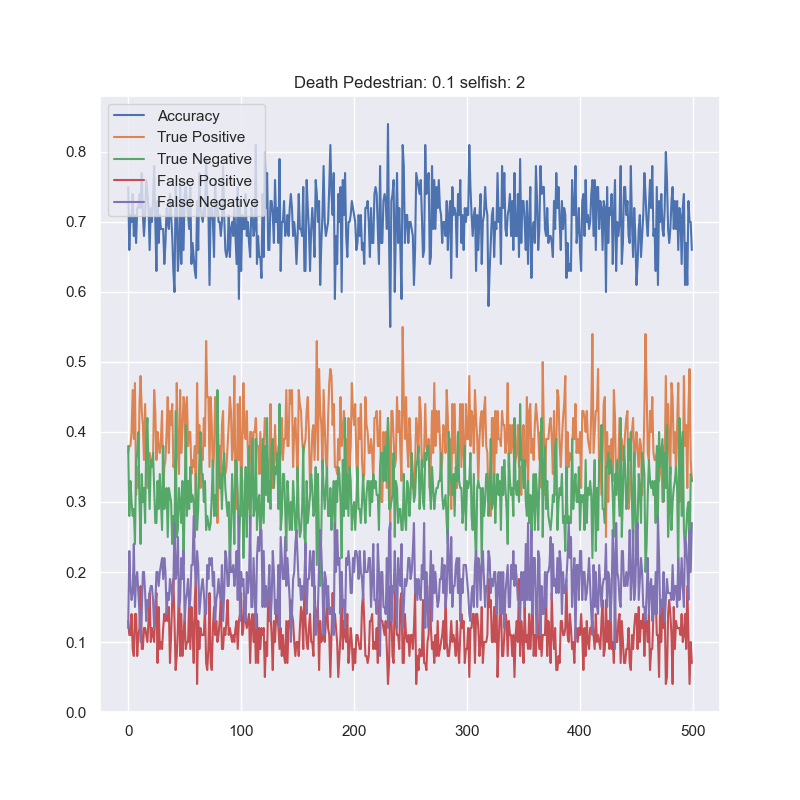 Death Pedestrian: 0.1 selfish: 2
Accuracy
True Positive
True Negative
False Positive
False Negative
0.8
0.7
0.6
0.5
0.4
0.3
0.2
0.1
0.0
0 100 200 300 400 500